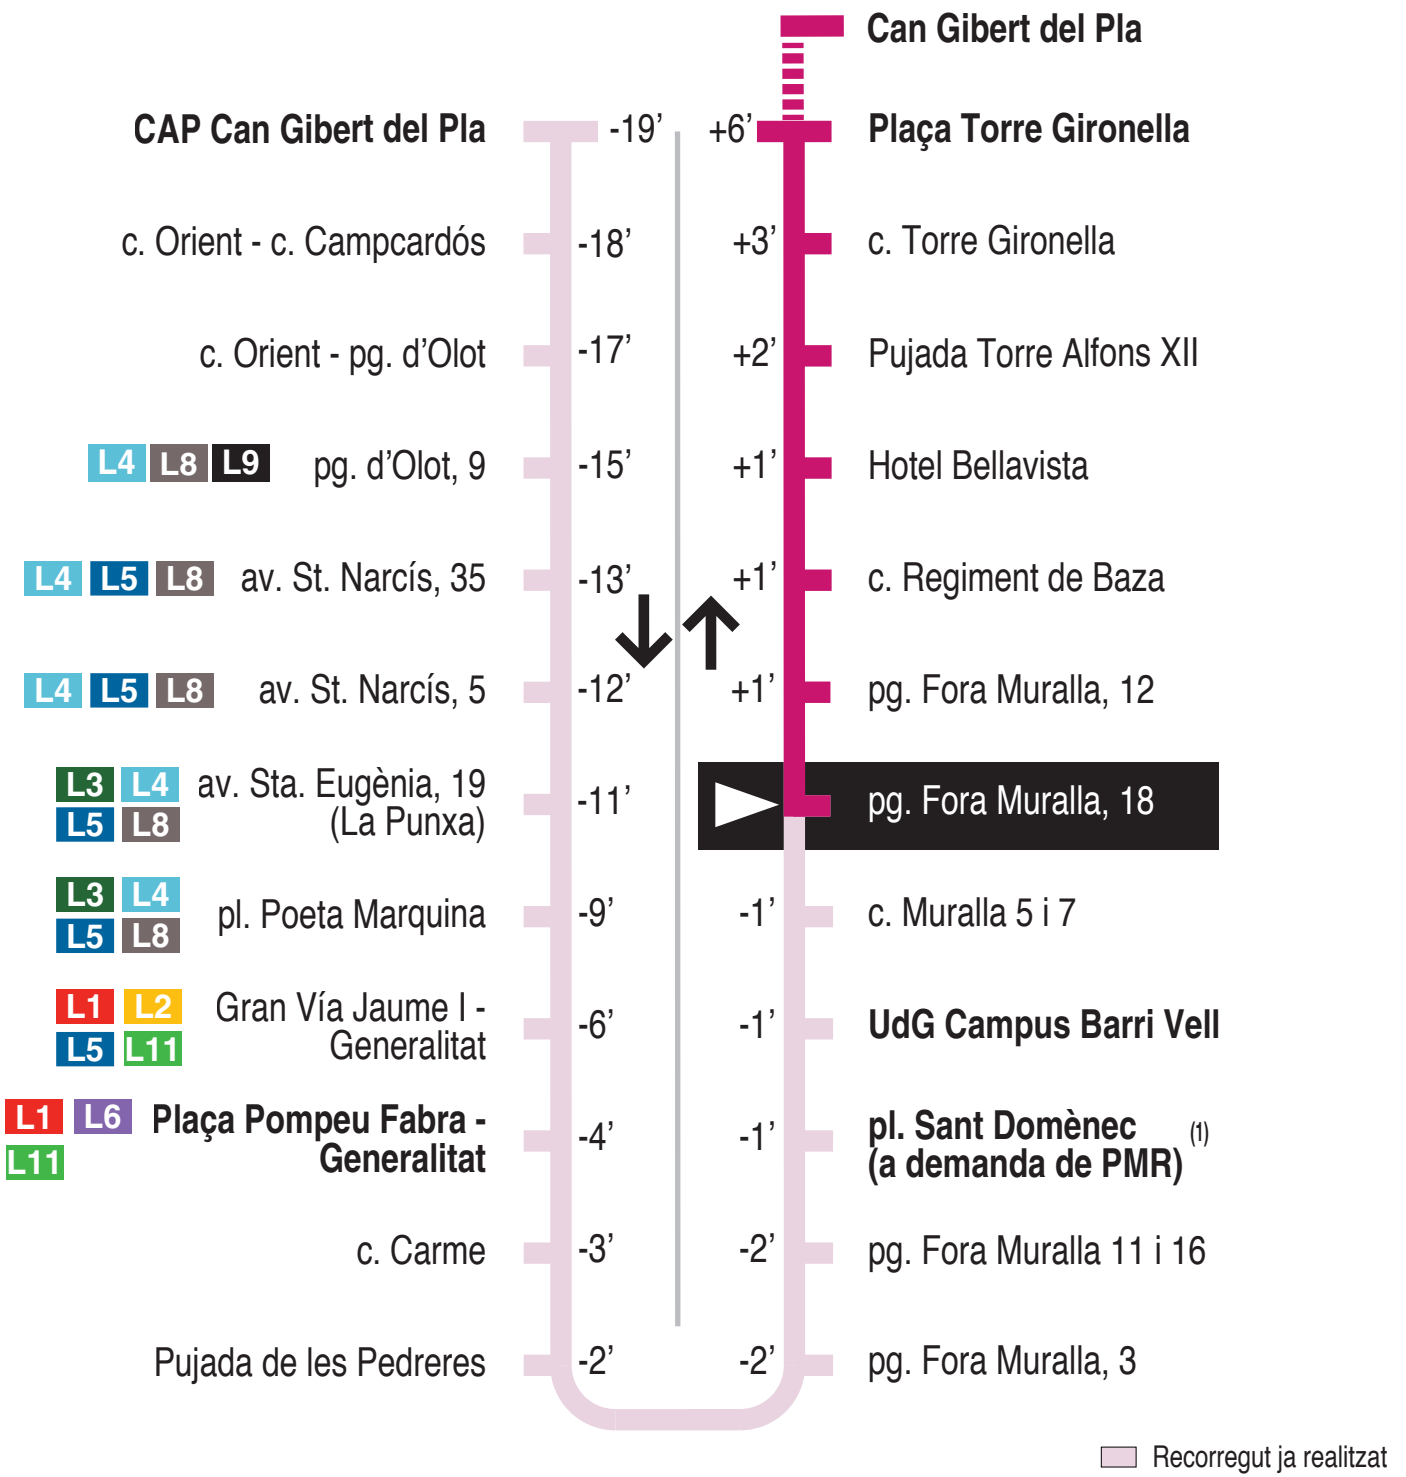 Can Gibert del Pla
CAP Can Gibert del Pla -19’ +6’ Plaça Torre Gironella
c. Orient - c. Campcardós -18’ +3’ c. Torre Gironella
c. Orient - pg. d’Olot -17’ +2’ Pujada Torre Alfons XII
L4 L8 L9 pg. d’Olot, 9 -15’ +1’ Hotel Bellavista
L4 L5 L8 av. St. Narcís, 35 -13’ +1’ c. Regiment de Baza
L4 L5 L8 av. St. Narcís, 5 -12’ +1’ pg. Fora Muralla, 12
L3 L4 av. Sta. Eugènia, 19
L5 L8 (La Punxa) -11’ pg. Fora Muralla, 18
L3 L4
L5 L8 pl. Poeta Marquina -9’ -1’ c. Muralla 5 i 7
L1 L2 Gran Vía Jaume I -
L5 L11 Generalitat -6’ -1’ UdG Campus Barri Vell
L1 L6 Plaça Pompeu Fabra - -4’ -1’ pl. Sant Domènec (1)
L11 Generalitat (a demanda de PMR)
c. Carme -3’ -2’ pg. Fora Muralla 11 i 16
Pujada de les Pedreres -2’ -2’ pg. Fora Muralla, 3
Recorregut ja realitzat